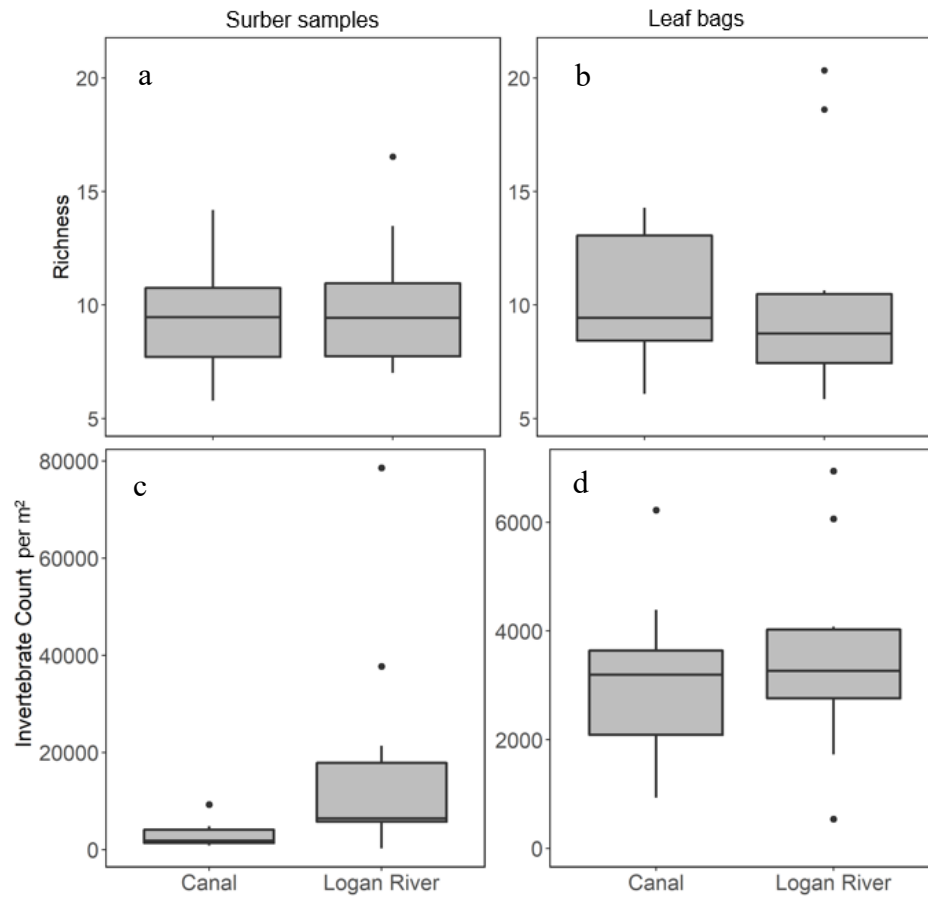 Surber samples
Leaf bags
a
b
20
15
10
5
Richness
20
15
10
5
c
d
80000
60000
40000
20000
0
Invertebrate Count per m²
6000
4000
2000
0
Canal
Logan River
Canal
Logan River